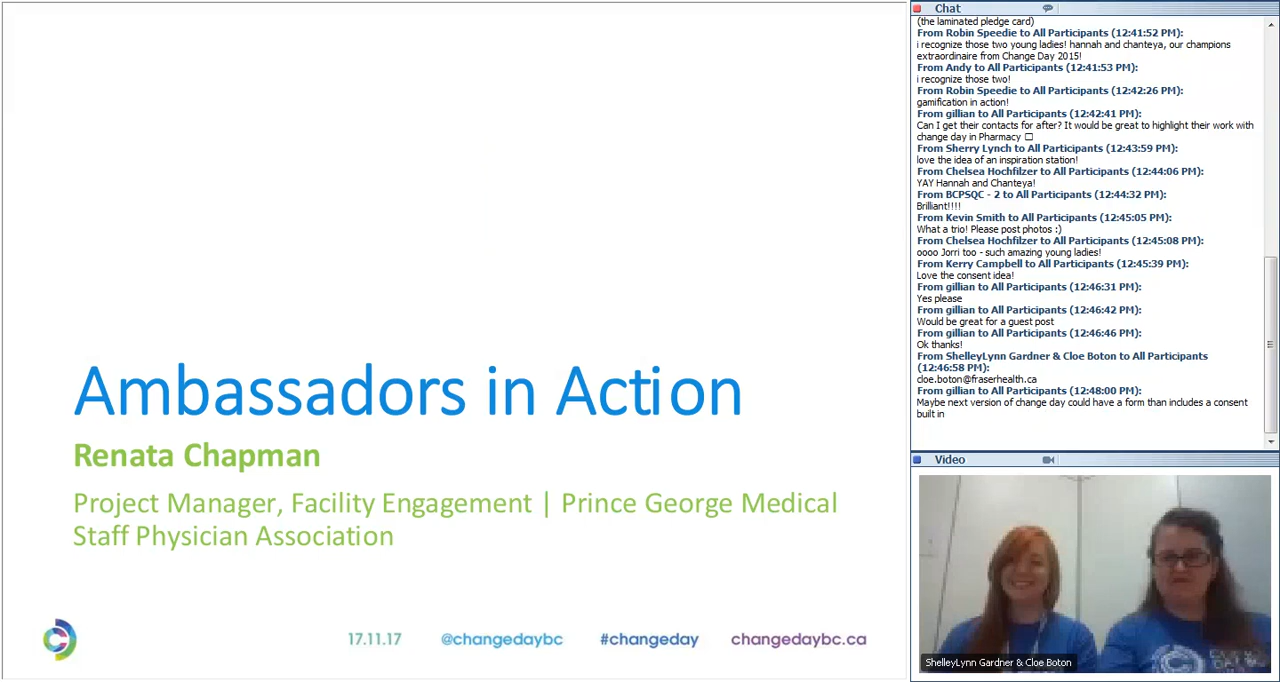 Ambassadors in Action
Renata Chapman
Project Manager, Facility Engagement | Prince George Medical
Staff Physician Association
17.11.17 @changedaybc #changeday changedaybc.ca
Chat
(the laminated pledge card)
From Robin Speedie to All Participants (12:41:52 PM):
i recognize those two young ladies! hannah and chanteya, our champions
extraordinaire from Change Day 2015!
From Andy to All Participants (12:41:53 PM):
i recognize those two!
From Robin Speedie to All Participants (12:42:26 PM):
gamification in action!
From gillian to All Participants (12:42:41 PM):
Can I get their contacts for after? It would be great to highlight their work with
change day in Pharmacy □
From Sherry Lynch to All Participants (12:43:59 PM):
love the idea of an inspiration station!
From Chelsea Hochfilzer to All Participants (12:44:06 PM):
YAY Hannah and Chanteya!
From BCPSQC - 2 to All Participants (12:44:32 PM):
Brilliant!!!!
From Kevin Smith to All Participants (12:45:05 PM):
What a trio! Please post photos :)
From Chelsea Hochfilzer to All Participants (12:45:08 PM):
oooo Jorri too - such amazing young ladies!
From Kerry Campbell to All Participants (12:45:39 PM):
Love the consent idea!
From gillian to All Participants (12:46:31 PM):
Yes please
From gillian to All Participants (12:46:42 PM):
Would be great for a guest post
From gillian to All Participants (12:46:46 PM):
Ok thanks!
From ShelleyLynn Gardner & Cloe Boton to All Participants
(12:46:58 PM):
cloe.boton@fraserhealth.ca
From gillian to All Participants (12:48:00 PM):
Maybe next version of change day could have a form than includes a consent
built in
Video
ShelleyLynn Gardner & Cloe Boton